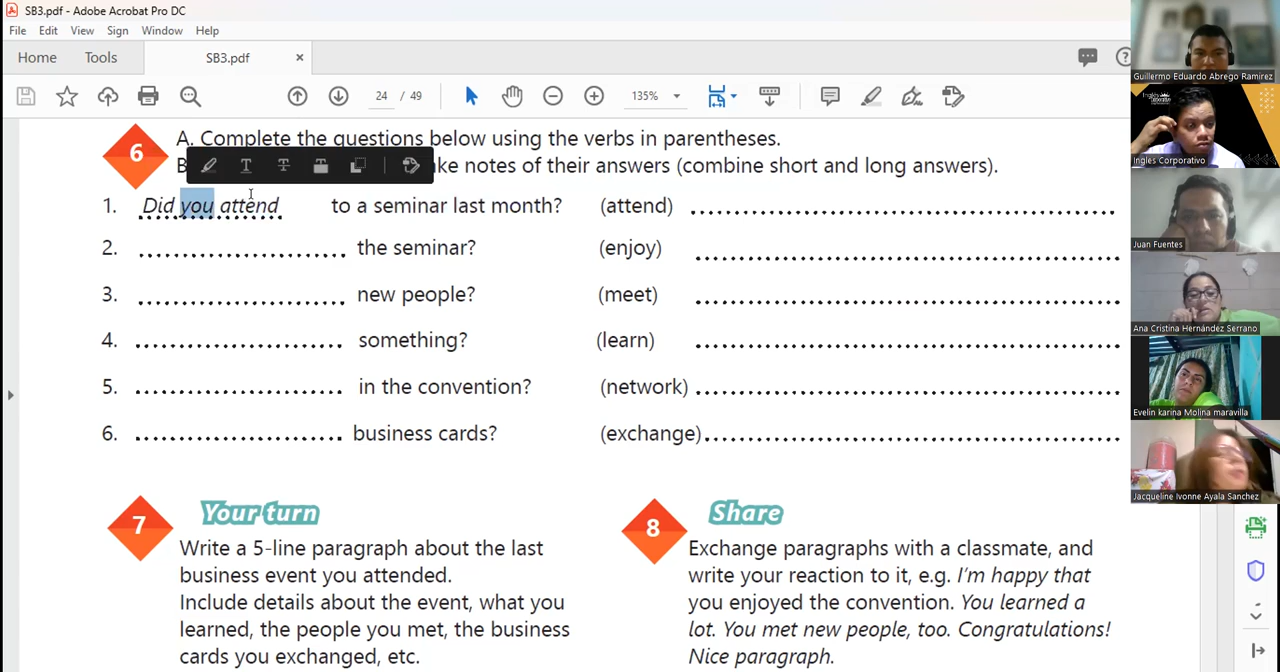 SB3.pdf - Adobe Acrobat Pro DC
File Edit View Sign Window Help
Home Tools SB3.pdf ×
24 / 49 135%
6 A. Complete the questions below using the verbs in parentheses.
B ke notes of their answers (combine short and long answers).
1. Did you attend to a seminar last month? (attend)
2. the seminar? (enjoy)
3. new people? (meet)
4. something? (learn)
5. in the convention? (network)
6. business cards? (exchange)
7 Your turn
Write a 5-line paragraph about the last
business event you attended.
Include details about the event, what you
learned, the people you met, the business
cards you exchanged, etc.
8 Share
Exchange paragraphs with a classmate, and
write your reaction to it, e.g. I'm happy that
you enjoyed the convention. You learned a
lot. You met new people, too. Congratulations!
Nice paragraph.
Guillermo Eduardo Abrego Ramirez
Inglés Corporativo
Juan Fuentes
Ana Cristina Hernández Serrano
Evelin karina Molina maravilla
Jacqueline Ivonne Ayala Sanchez